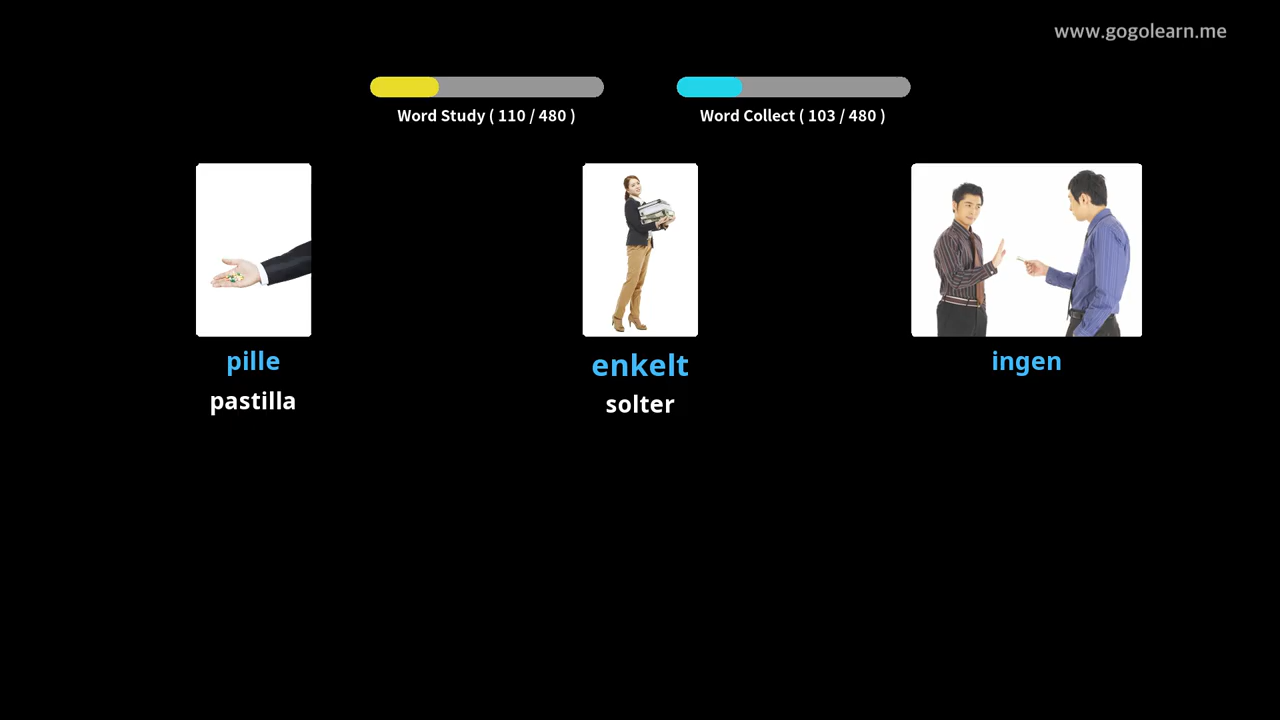 www.gogolearn.me
Word Study ( 110 / 480 )
Word Collect ( 103 / 480 )
pille
pastilla
enkelt
solter
ingen